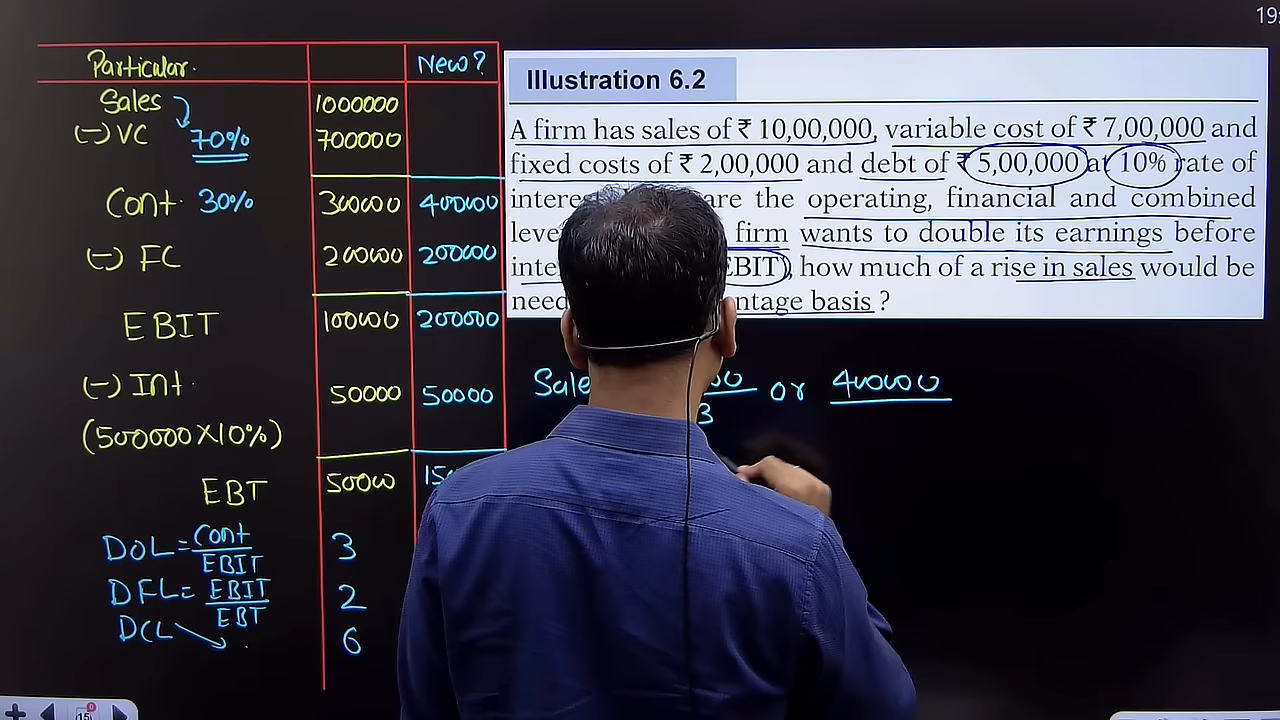 19:
Particular. New?
Sales 1000000
(-) VC 70% 700000
Cont. 30% 300000 400000
(-) FC 200000 200000
EBIT 100000 200000
(-) Int. 50000 50000
(500000×10%)
EBT 50000
DOL = Cont / EBIT 3
DFL = EBIT / EBT 2
DCL 6
Illustration 6.2
A firm has sales of ₹ 10,00,000, variable cost of ₹ 7,00,000 and
fixed costs of ₹ 2,00,000 and debt of ₹ 5,00,000 at 10% rate of
are the operating, financial and combined
firm wants to double its earnings before
EBIT), how much of a rise in sales would be
basis ?
or 400000
3
15